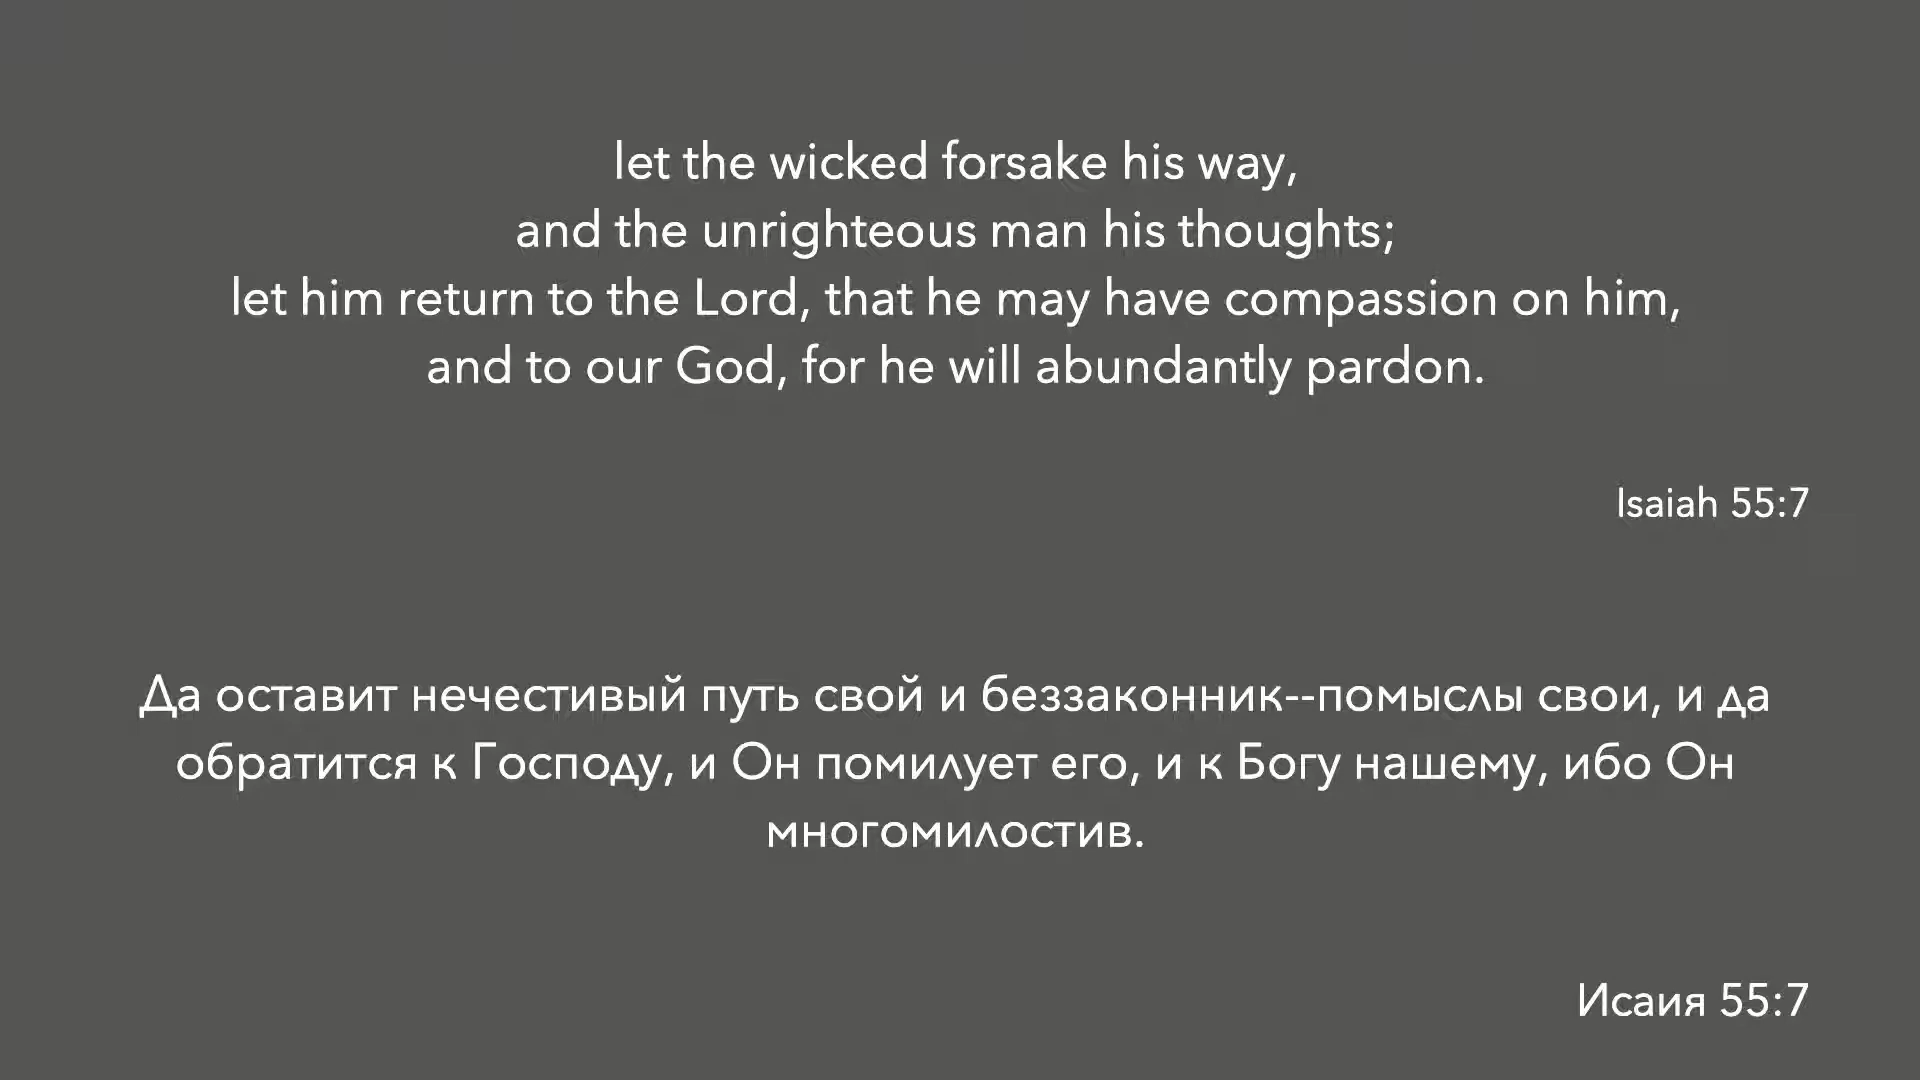 let the wicked forsake his way,
and the unrighteous man his thoughts;
let him return to the Lord, that he may have compassion on him,
and to our God, for he will abundantly pardon.
Isaiah 55:7
Да оставит нечестивый путь свой и беззаконник--помыслы свои, и да
обратится к Господу, и Он помилует его, и к Богу нашему, ибо Он
многомилостив.
Исаия 55:7